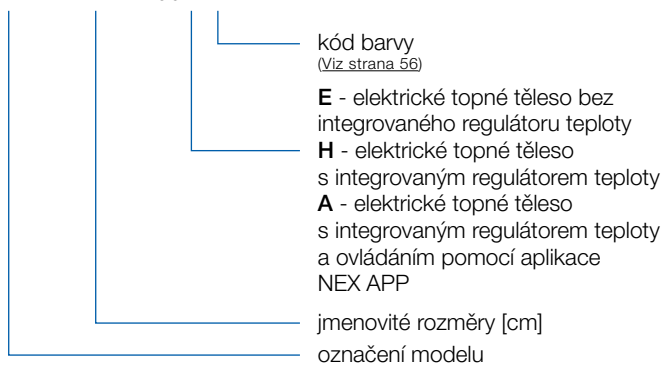 kód barvy
(Viz strana 56)
E - elektrické topné těleso bez
integrovaného regulátoru teploty
H - elektrické topné těleso
s integrovaným regulátorem teploty
A - elektrické topné těleso
s integrovaným regulátorem teploty
a ovládáním pomocí aplikace
NEX APP
jmenovité rozměry [cm]
označení modelu